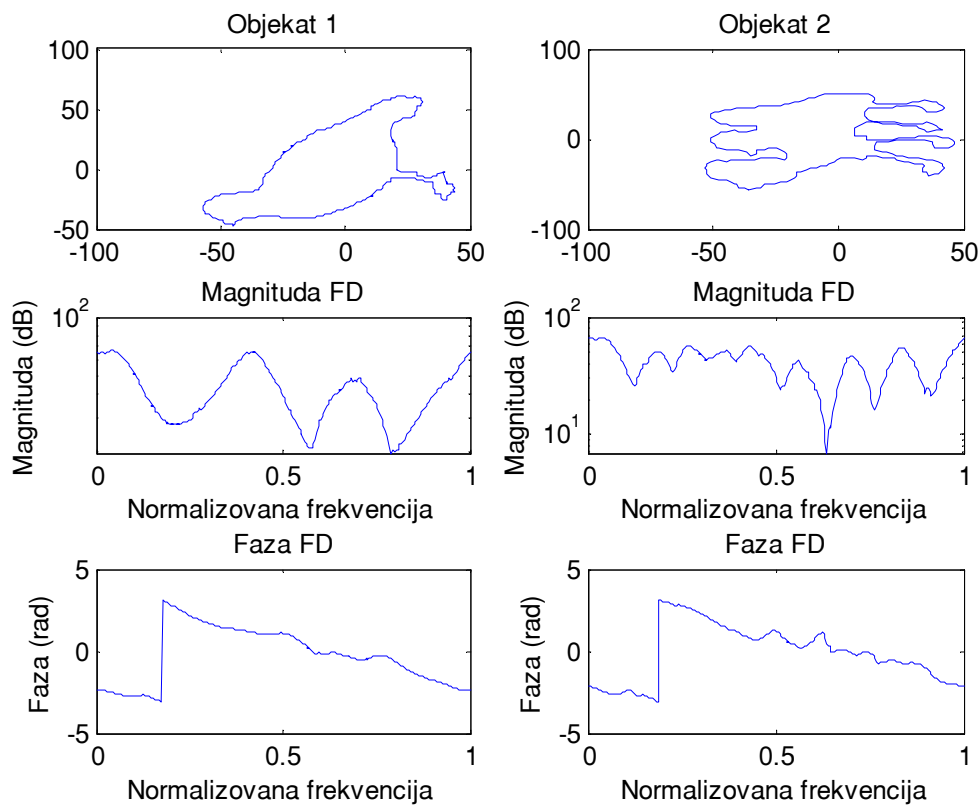 Objekat 1
100
50
0
-50
-100
-50
0
50
Objekat 2
100
0
-100
-100
-50
0
50
Magnituda FD
Magnituda (dB)
10^2
0
0.5
1
Normalizovana frekvencija
Magnituda FD
Magnituda (dB)
10^2
10^1
0
0.5
1
Normalizovana frekvencija
Faza FD
Faza (rad)
5
0
-5
0
0.5
1
Normalizovana frekvencija
Faza FD
Faza (rad)
5
0
-5
0
0.5
1
Normalizovana frekvencija